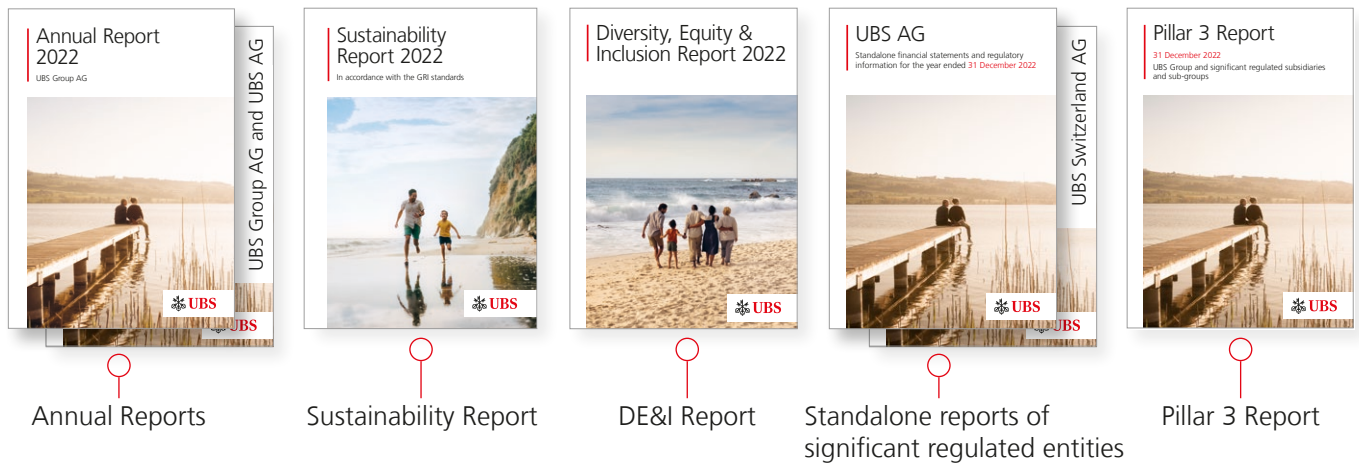 Annual Report
2022
UBS Group AG
UBS
UBS Group AG and UBS AG
UBS
Sustainability
Report 2022
In accordance with the GRI standards
UBS
Diversity, Equity &
Inclusion Report 2022
UBS
UBS AG
Standalone financial statements and regulatory
information for the year ended 31 December 2022
UBS
UBS Switzerland AG
UBS
Pillar 3 Report
31 December 2022
UBS Group and significant regulated subsidiaries
and sub-groups
UBS
Annual Reports
Sustainability Report
DE&I Report
Standalone reports of
significant regulated entities
Pillar 3 Report